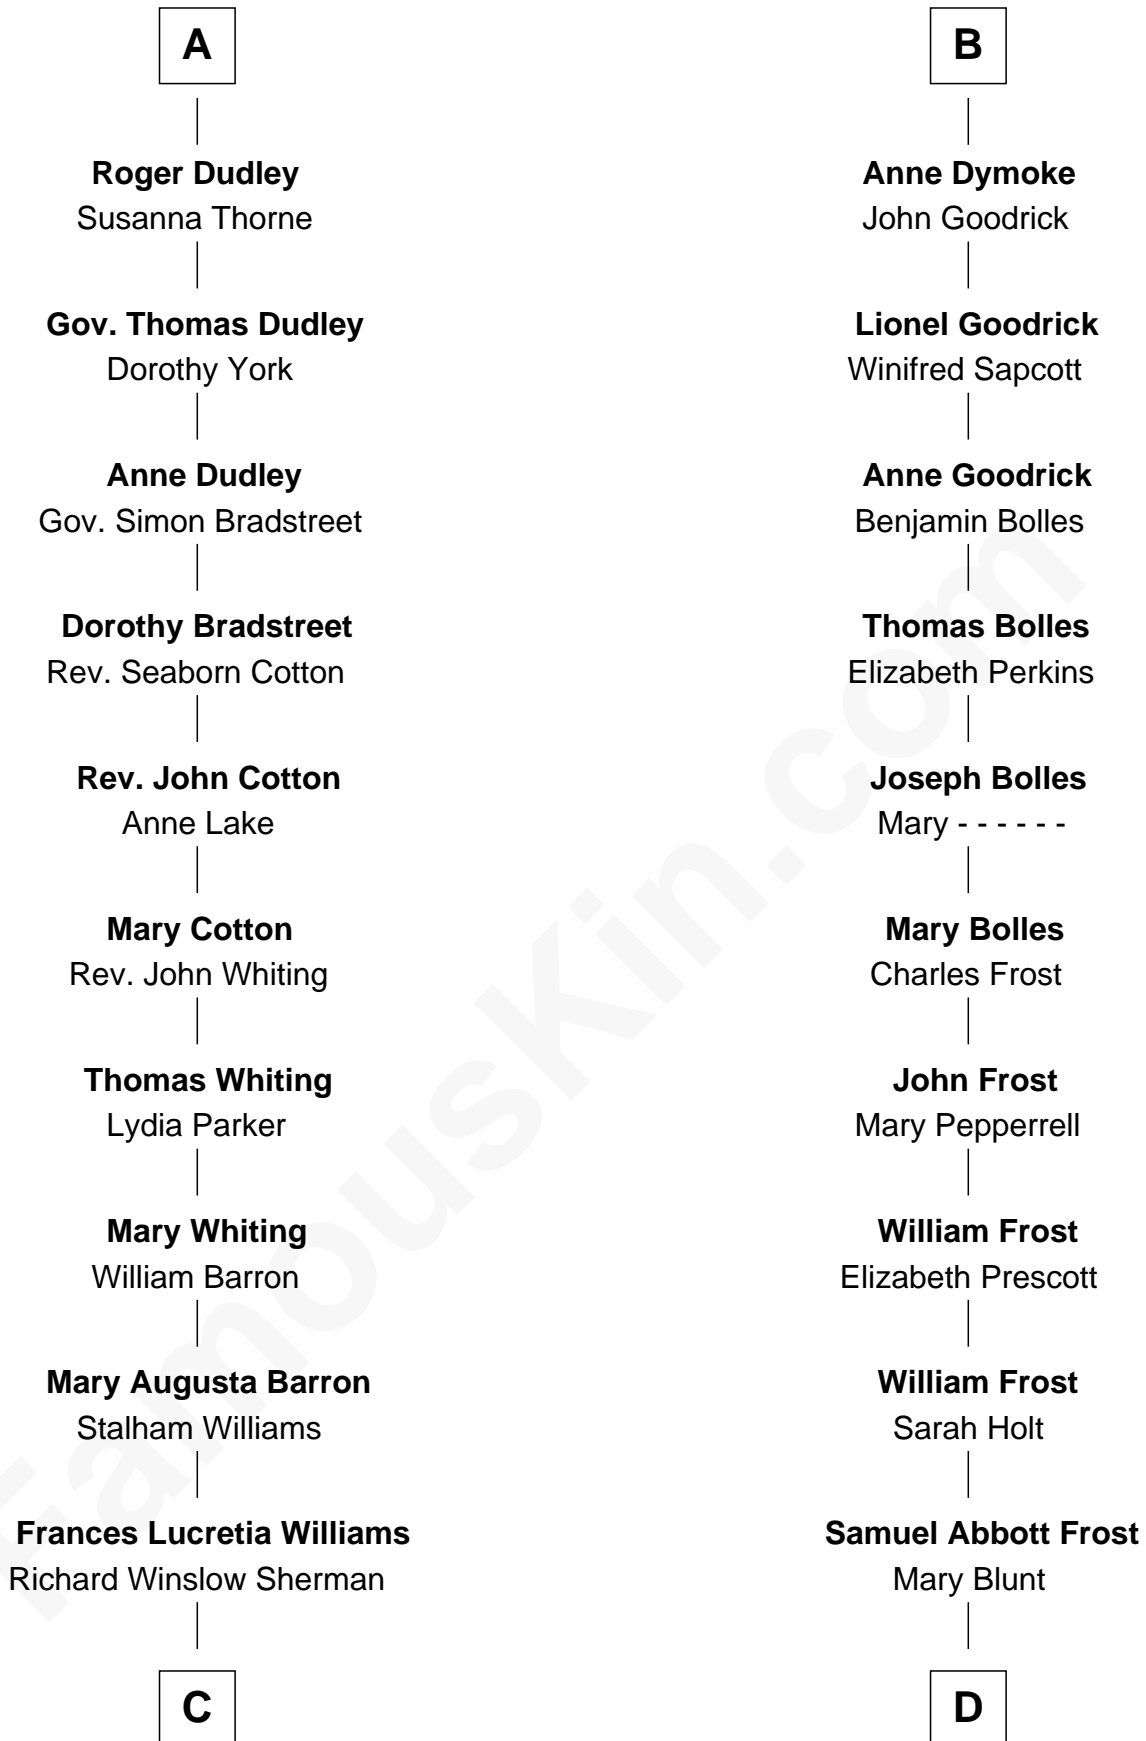 A
Roger Dudley
Susanna Thorne
Gov. Thomas Dudley
Dorothy York
Anne Dudley
Gov. Simon Bradstreet
Dorothy Bradstreet
Rev. Seaborn Cotton
Rev. John Cotton
Anne Lake
Mary Cotton
Rev. John Whiting
Thomas Whiting
Lydia Parker
Mary Whiting
William Barron
Mary Augusta Barron
Stalham Williams
Frances Lucretia Williams
Richard Winslow Sherman
C
B
Anne Dymoke
John Goodrick
Lionel Goodrick
Winifred Sapcott
Anne Goodrick
Benjamin Bolles
Thomas Bolles
Elizabeth Perkins
Joseph Bolles
Mary - - - - - -
Mary Bolles
Charles Frost
John Frost
Mary Pepperrell
William Frost
Elizabeth Prescott
William Frost
Sarah Holt
Samuel Abbott Frost
Mary Blunt
D
FamousKin.com